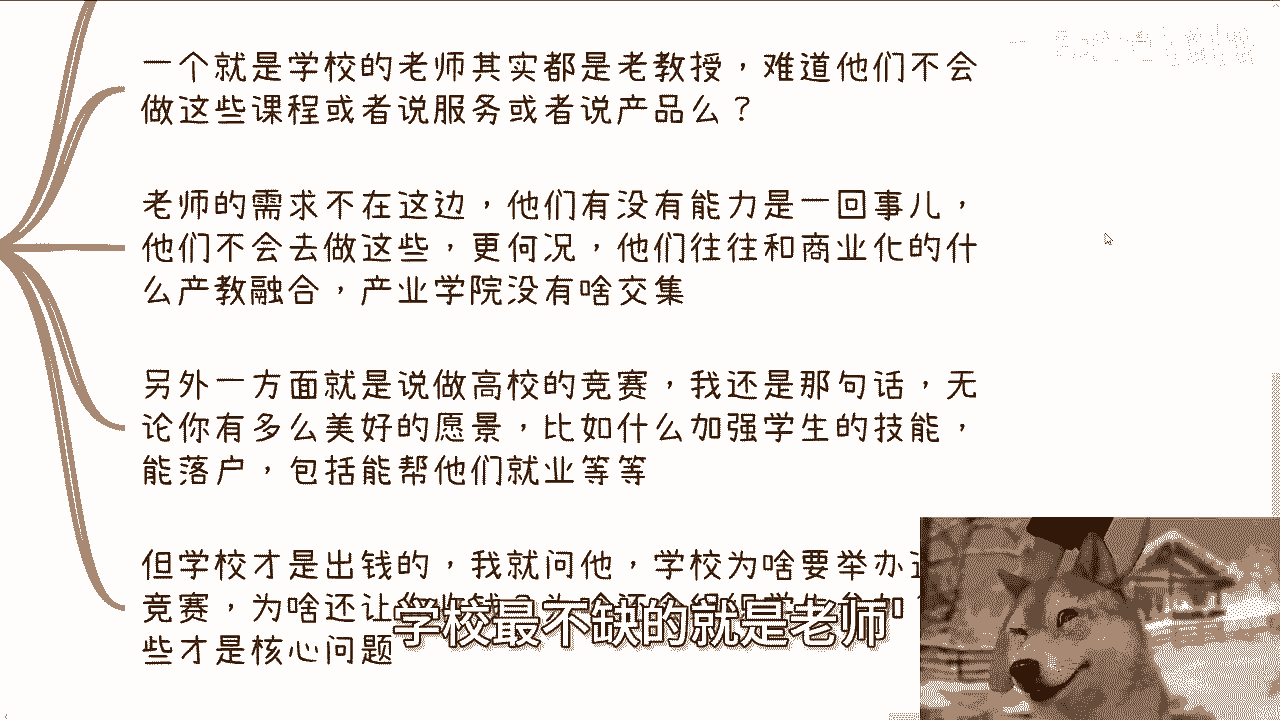 一个就是学校的老师其实都是老教授，难道他们不会
做这些课程或者说服务或者说产品么？
老师的需求不在这边，他们有没有能力是一回事儿，
他们不会去做这些，更何况，他们往往和商业化的什
么产教融合，产业学院没有啥交集
另外一方面就是说做高校的竞赛，我还是那句话，无
论你有多么美好的愿景，比如什么加强学生的技能，
能落户，包括能帮他们就业等等
但学校才是出钱的，我就问他，学校为啥要举办
竞赛，为啥还让
些才是核心问题
学校最不缺的就是老师